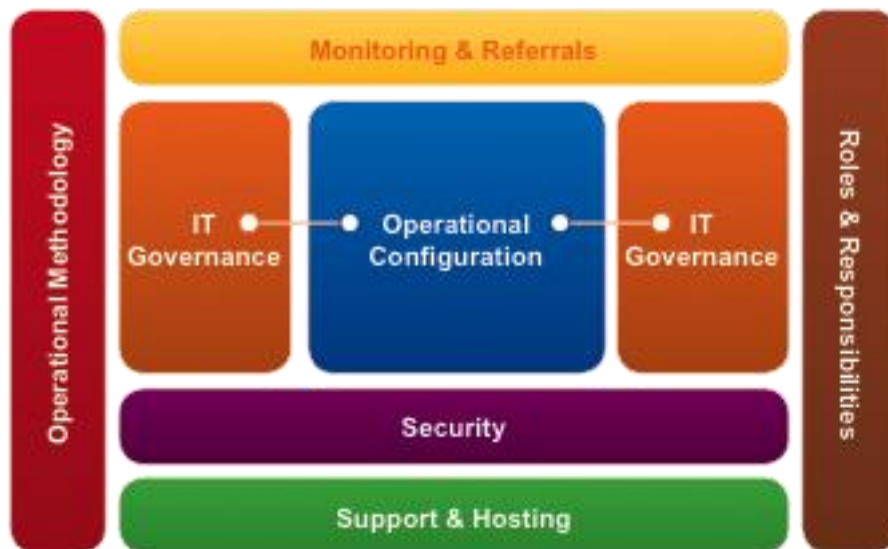 Operational Methodology
Monitoring & Referrals
IT
Governance
Operational
Configuration
IT
Governance
Security
Support & Hosting
Roles & Responsibilities